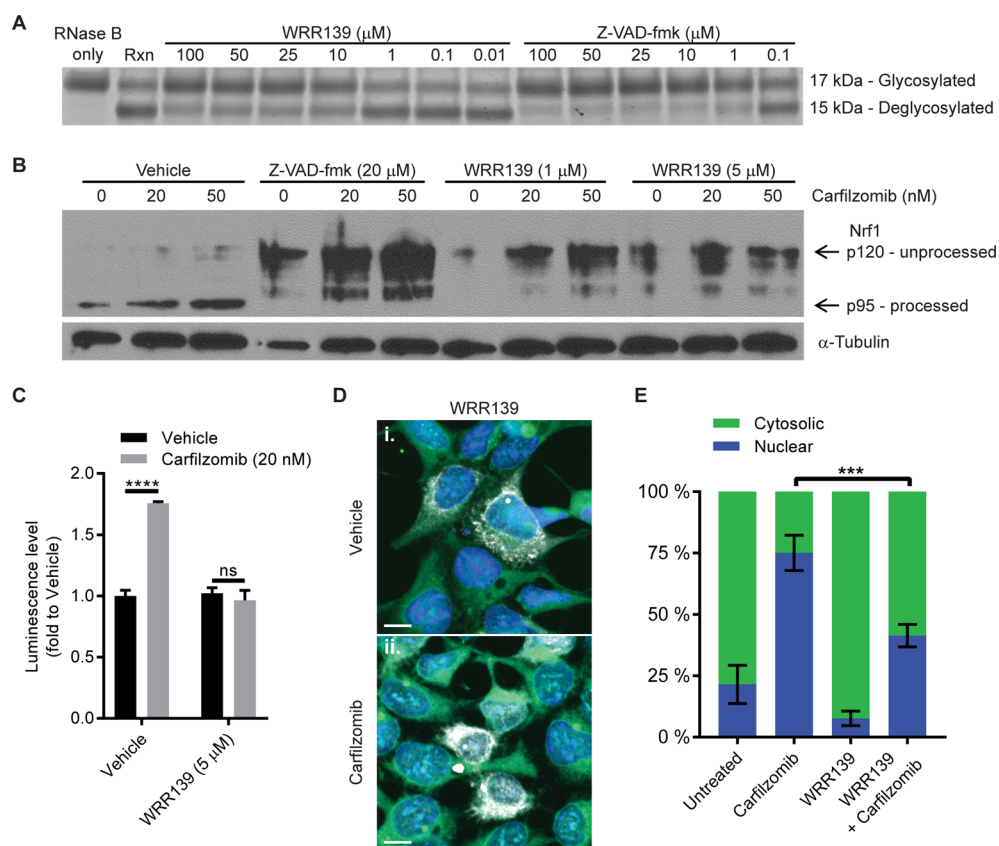 A
RNase B only
Rxn
WRR139 (μM)
100 50 25 10 1 0.1 0.01
Z-VAD-fmk (μM)
100 50 25 10 1 0.1
17 kDa - Glycosylated
15 kDa - Deglycosylated
B
Vehicle
Z-VAD-fmk (20 μM)
WRR139 (1 μM)
WRR139 (5 μM)
0 20 50 0 20 50 0 20 50 0 20 50 Carfilzomib (nM)
Nrf1
p120 - unprocessed
p95 - processed
α-Tubulin
C
Vehicle
Carfilzomib (20 nM)
Luminescence level
(fold to Vehicle)
2.0
1.5
1.0
0.5
0.0
****
ns
Vehicle
WRR139 (5 μM)
D
WRR139
i.
Vehicle
ii.
Carfilzomib
E
Cytosolic
Nuclear
***
100 %
75 %
50 %
25 %
0 %
Untreated
Carfilzomib
WRR139
WRR139
+ Carfilzomib